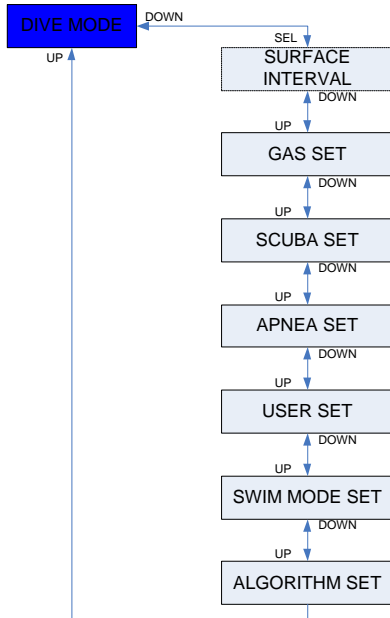 DIVE MODE
DOWN
UP
SEL
SURFACE
INTERVAL
DOWN
UP
GAS SET
DOWN
UP
SCUBA SET
DOWN
UP
APNEA SET
DOWN
UP
USER SET
DOWN
UP
SWIM MODE SET
DOWN
UP
ALGORITHM SET